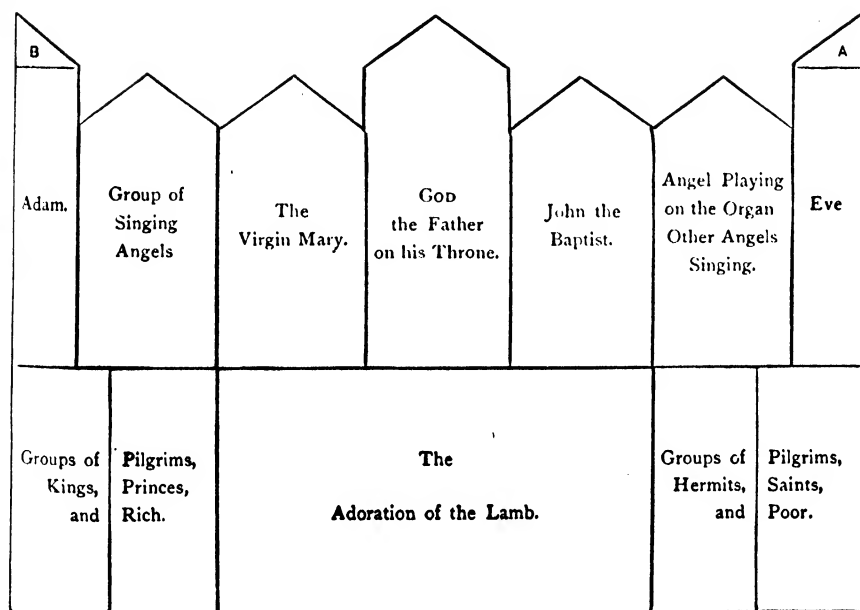 B
A
Adam.
Group of
Singing
Angels
The
Virgin Mary.
GOD
the Father
on his Throne.
John the
Baptist.
Angel Playing
on the Organ
Other Angels
Singing.
Eve
Groups of
Kings,
and
Pilgrims,
Princes,
Rich.
The
Adoration of the Lamb.
Groups of
Hermits,
and
Pilgrims,
Saints,
Poor.